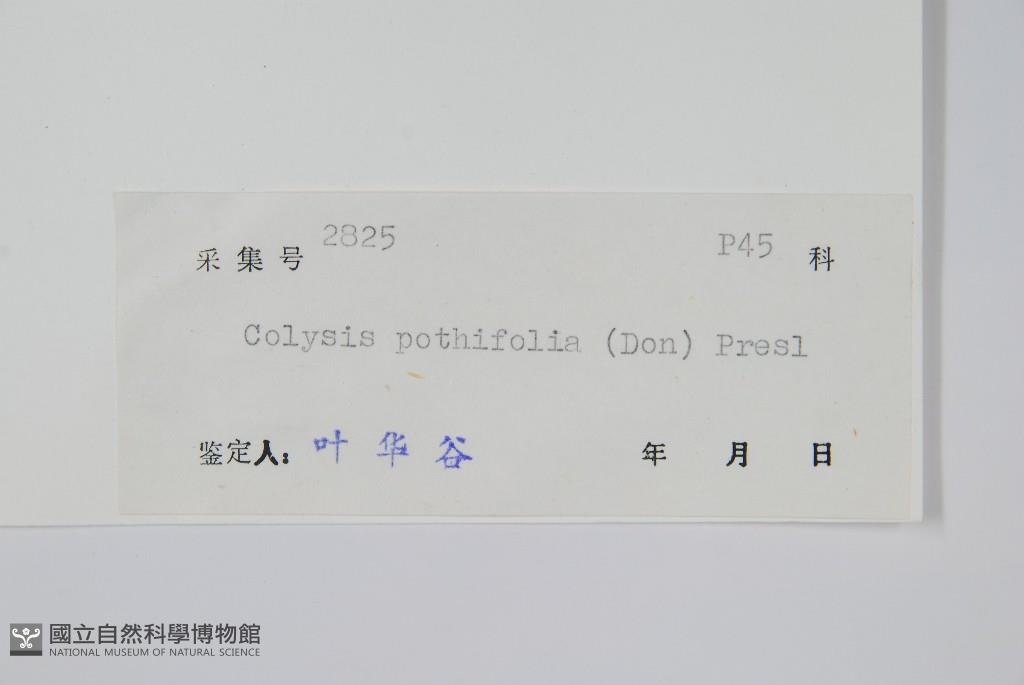 采集号 2825 P45 科
Colysis pothifolia (Don) Presl
鉴定人: 叶华谷 年 月 日
國立自然科學博物館
NATIONAL MUSEUM OF NATURAL SCIENCE